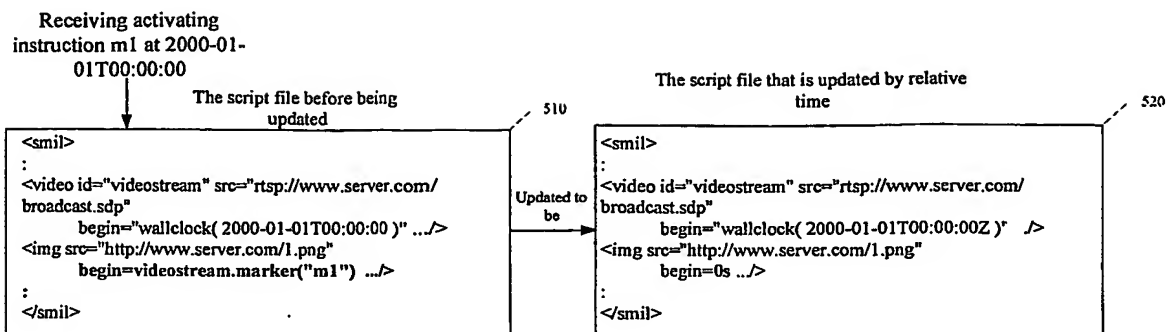 Receiving activating
instruction m1 at 2000-01-
01T00:00:00
The script file before being
updated
510
<smil>
:
<video id="videostream" src="rtsp://www.server.com/
broadcast.sdp"
begin="wallclock( 2000-01-01T00:00:00 )" .../>
<img src="http://www.server.com/1.png"
begin=videostream.marker("m1") .../>
:
</smil>
Updated to
be
The script file that is updated by relative
time
520
<smil>
:
<video id="videostream" src="rtsp://www.server.com/
broadcast.sdp"
begin="wallclock( 2000-01-01T00:00:00Z )" />
<img src="http://www.server.com/1.png"
begin=0s .../>
:
</smil>